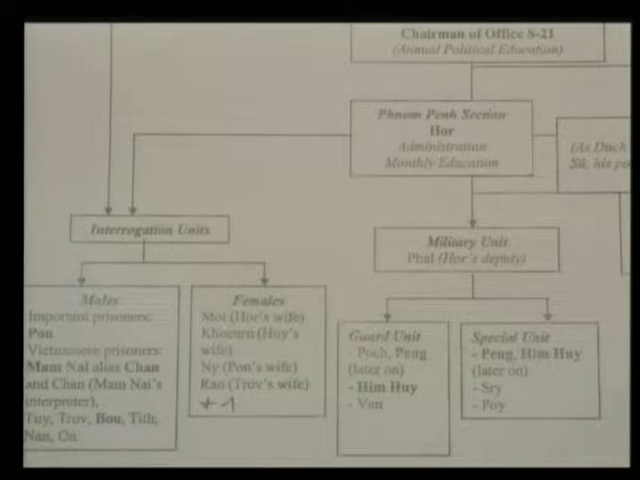 Chairman of Office S-21
(Annual Political Education)
Phnom Penh Section
Hor
Administration
Monthly Education
(As Duch
Sã, his
Interrogation Units
Military Unit
Phal (Hor's deputy)
Males
Important prisoners:
Pon
Vietnamese prisoners:
Mam Nai alias Chan
and Chan (Mam Nai's
interpreter),
Tuy, Trov, Bou, Tith,
Nan, On
Females
Mot (Hor's wife)
Khoeurn (Huy's
wife)
Ny (Pon's wife)
Ran (Trov's wife)
+1
Guard Unit
- Poch, Peng
(later on)
- Him Huy
- Van
Special Unit
- Peng, Him Huy
(later on)
- Sry
- Poy